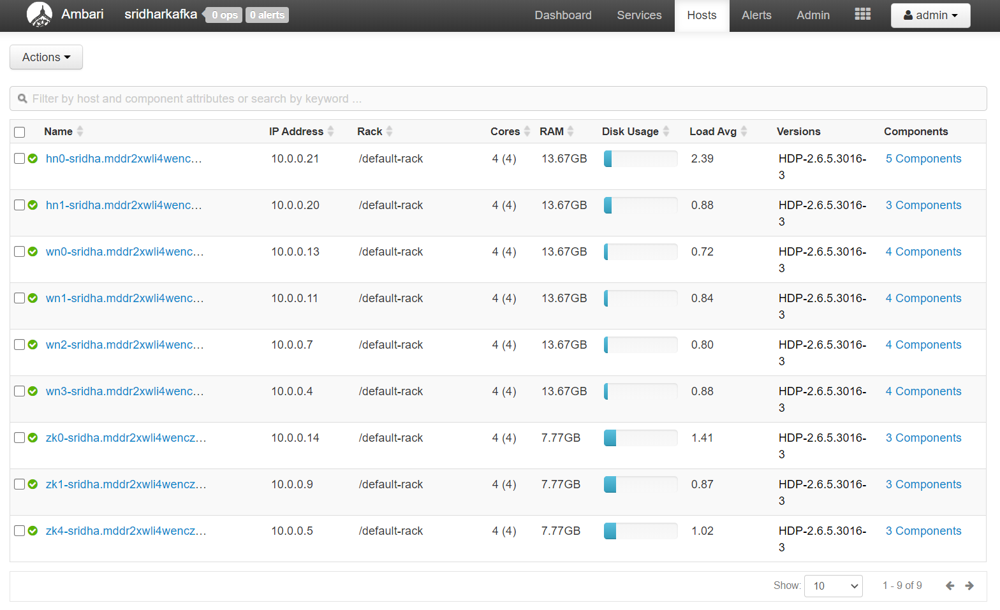 Ambari sridharkafka 0 ops 0 alerts Dashboard Services Hosts Alerts Admin admin
Actions
Filter by host and component attributes or search by keyword ...
Name IP Address Rack Cores RAM Disk Usage Load Avg Versions Components
hn0-sridha.mddr2xwli4wenc... 10.0.0.21 /default-rack 4 (4) 13.67GB 2.39 HDP-2.6.5.3016- 5 Components
3
hn1-sridha.mddr2xwli4wenc... 10.0.0.20 /default-rack 4 (4) 13.67GB 0.88 HDP-2.6.5.3016- 3 Components
3
wn0-sridha.mddr2xwli4wenc... 10.0.0.13 /default-rack 4 (4) 13.67GB 0.72 HDP-2.6.5.3016- 4 Components
3
wn1-sridha.mddr2xwli4wenc... 10.0.0.11 /default-rack 4 (4) 13.67GB 0.84 HDP-2.6.5.3016- 4 Components
3
wn2-sridha.mddr2xwli4wenc... 10.0.0.7 /default-rack 4 (4) 13.67GB 0.80 HDP-2.6.5.3016- 4 Components
3
wn3-sridha.mddr2xwli4wenc... 10.0.0.4 /default-rack 4 (4) 13.67GB 0.88 HDP-2.6.5.3016- 4 Components
3
zk0-sridha.mddr2xwli4wencz... 10.0.0.14 /default-rack 4 (4) 7.77GB 1.41 HDP-2.6.5.3016- 3 Components
3
zk1-sridha.mddr2xwli4wencz... 10.0.0.9 /default-rack 4 (4) 7.77GB 0.87 HDP-2.6.5.3016- 3 Components
3
zk4-sridha.mddr2xwli4wencz... 10.0.0.5 /default-rack 4 (4) 7.77GB 1.02 HDP-2.6.5.3016- 3 Components
3
Show: 10 1 - 9 of 9